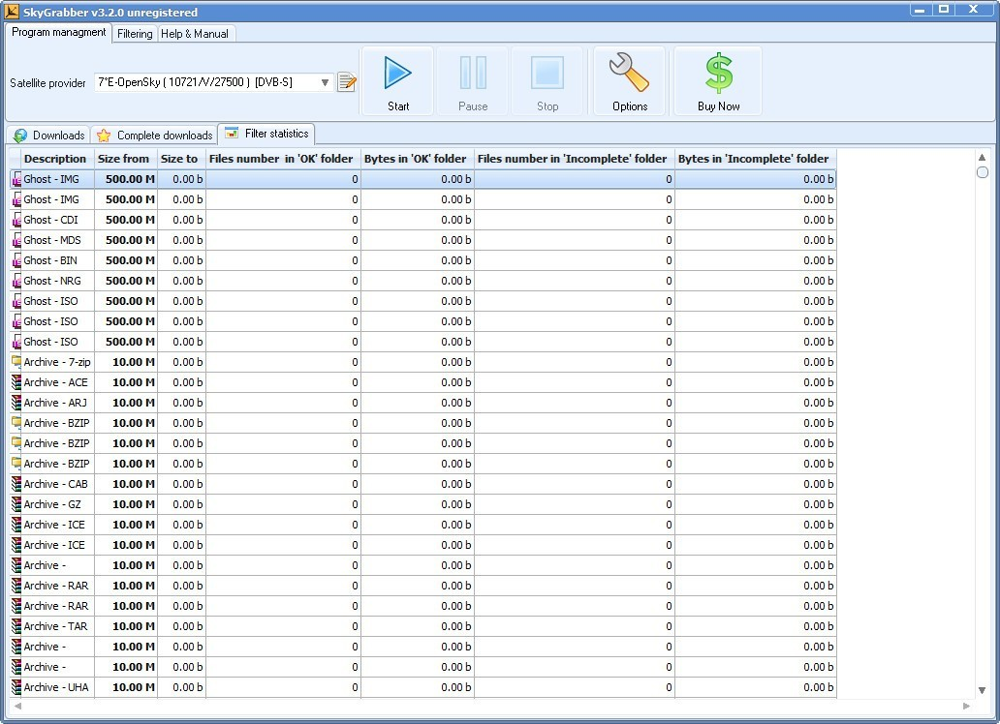 SkyGrabber v3.2.0 unregistered
Program managment Filtering Help & Manual
Satellite provider 7°E-OpenSky ( 10721/V/27500 ) [DVB-S]
Start Pause Stop Options Buy Now
Downloads Complete downloads Filter statistics
Description Size from Size to Files number in 'OK' folder Bytes in 'OK' folder Files number in 'Incomplete' folder Bytes in 'Incomplete' folder
Ghost - IMG 500.00 M 0.00 b 0 0.00 b 0 0.00 b
Ghost - IMG 500.00 M 0.00 b 0 0.00 b 0 0.00 b
Ghost - CDI 500.00 M 0.00 b 0 0.00 b 0 0.00 b
Ghost - MDS 500.00 M 0.00 b 0 0.00 b 0 0.00 b
Ghost - BIN 500.00 M 0.00 b 0 0.00 b 0 0.00 b
Ghost - NRG 500.00 M 0.00 b 0 0.00 b 0 0.00 b
Ghost - ISO 500.00 M 0.00 b 0 0.00 b 0 0.00 b
Ghost - ISO 500.00 M 0.00 b 0 0.00 b 0 0.00 b
Ghost - ISO 500.00 M 0.00 b 0 0.00 b 0 0.00 b
Archive - 7-zip 10.00 M 0.00 b 0 0.00 b 0 0.00 b
Archive - ACE 10.00 M 0.00 b 0 0.00 b 0 0.00 b
Archive - ARJ 10.00 M 0.00 b 0 0.00 b 0 0.00 b
Archive - BZIP 10.00 M 0.00 b 0 0.00 b 0 0.00 b
Archive - BZIP 10.00 M 0.00 b 0 0.00 b 0 0.00 b
Archive - BZIP 10.00 M 0.00 b 0 0.00 b 0 0.00 b
Archive - CAB 10.00 M 0.00 b 0 0.00 b 0 0.00 b
Archive - GZ 10.00 M 0.00 b 0 0.00 b 0 0.00 b
Archive - ICE 10.00 M 0.00 b 0 0.00 b 0 0.00 b
Archive - ICE 10.00 M 0.00 b 0 0.00 b 0 0.00 b
Archive - 10.00 M 0.00 b 0 0.00 b 0 0.00 b
Archive - RAR 10.00 M 0.00 b 0 0.00 b 0 0.00 b
Archive - RAR 10.00 M 0.00 b 0 0.00 b 0 0.00 b
Archive - TAR 10.00 M 0.00 b 0 0.00 b 0 0.00 b
Archive - 10.00 M 0.00 b 0 0.00 b 0 0.00 b
Archive - 10.00 M 0.00 b 0 0.00 b 0 0.00 b
Archive - UHA 10.00 M 0.00 b 0 0.00 b 0 0.00 b